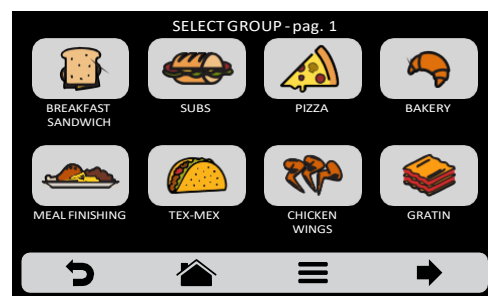 SELECT GROUP - pag. 1
BREAKFAST
SANDWICH
SUBS
PIZZA
BAKERY
MEAL FINISHING
TEX-MEX
CHICKEN
WINGS
GRATIN